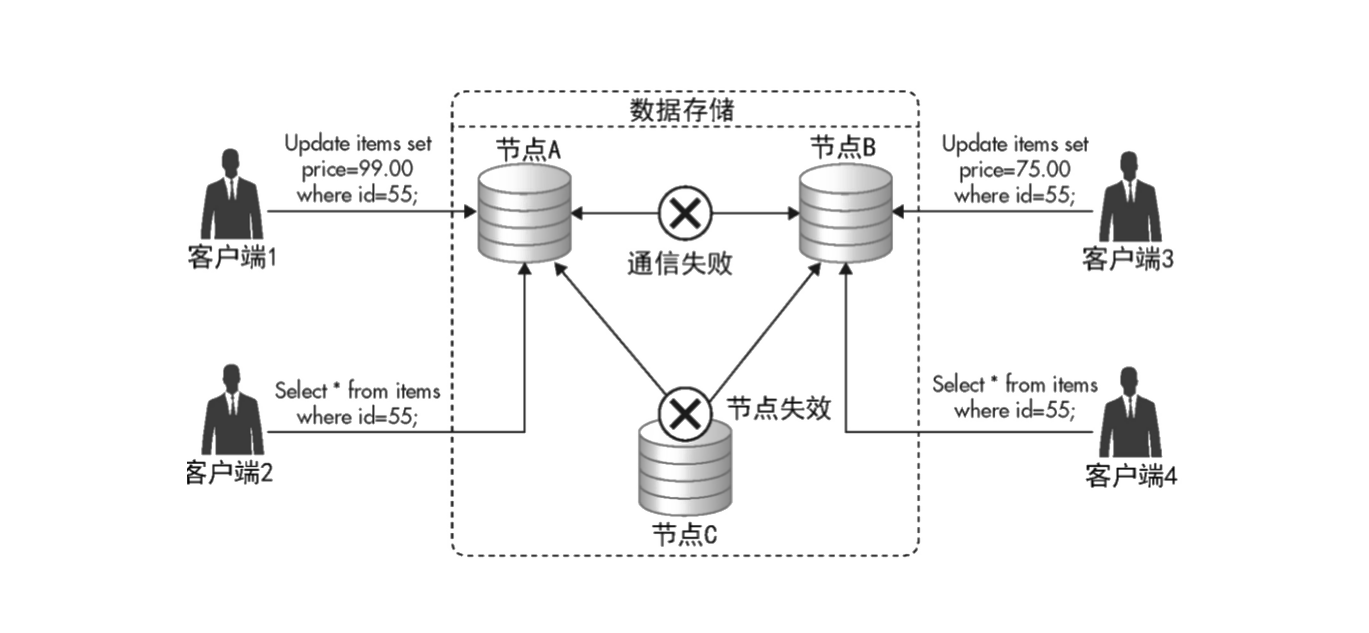 数据存储
Update items set
price=99.00
where id=55;
节点A
节点B
Update items set
price=75.00
where id=55;
客户端1
通信失败
客户端3
Select * from items
where id=55;
节点失效
Select * from items
where id=55;
客户端2
客户端4
节点C